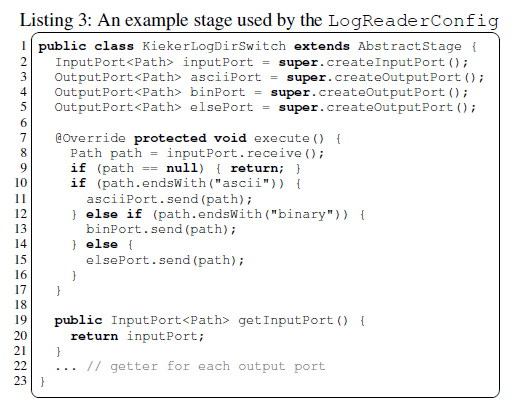 Listing 3: An example stage used by the LogReaderConfig
1 public class KiekerLogDirSwitch extends AbstractStage {
2   InputPort<Path> inputPort = super.createInputPort();
3   OutputPort<Path> asciiPort = super.createOutputPort();
4   OutputPort<Path> binPort = super.createOutputPort();
5   OutputPort<Path> elsePort = super.createOutputPort();
6
7   @Override protected void execute() {
8     Path path = inputPort.receive();
9     if (path == null) { return; }
10     if (path.endsWith("ascii")) {
11       asciiPort.send(path);
12     } else if (path.endsWith("binary")) {
13       binPort.send(path);
14     } else {
15       elsePort.send(path);
16     }
17   }
18
19   public InputPort<Path> getInputPort() {
20     return inputPort;
21   }
22   ... // getter for each output port
23 }